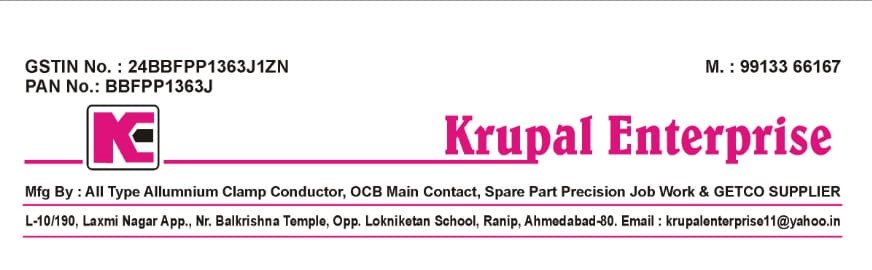 GSTIN No. : 24BBFPP1363J1ZN
M. : 99133 66167
PAN No.: BBFPP1363J
KE
Krupal Enterprise
Mfg By : All Type Allumnium Clamp Conductor, OCB Main Contact, Spare Part Precision Job Work & GETCO SUPPLIER
L-10/190, Laxmi Nagar App., Nr. Balkrishna Temple, Opp. Lokniketan School, Ranip, Ahmedabad-80. Email : krupalenterprise11@yahoo.in